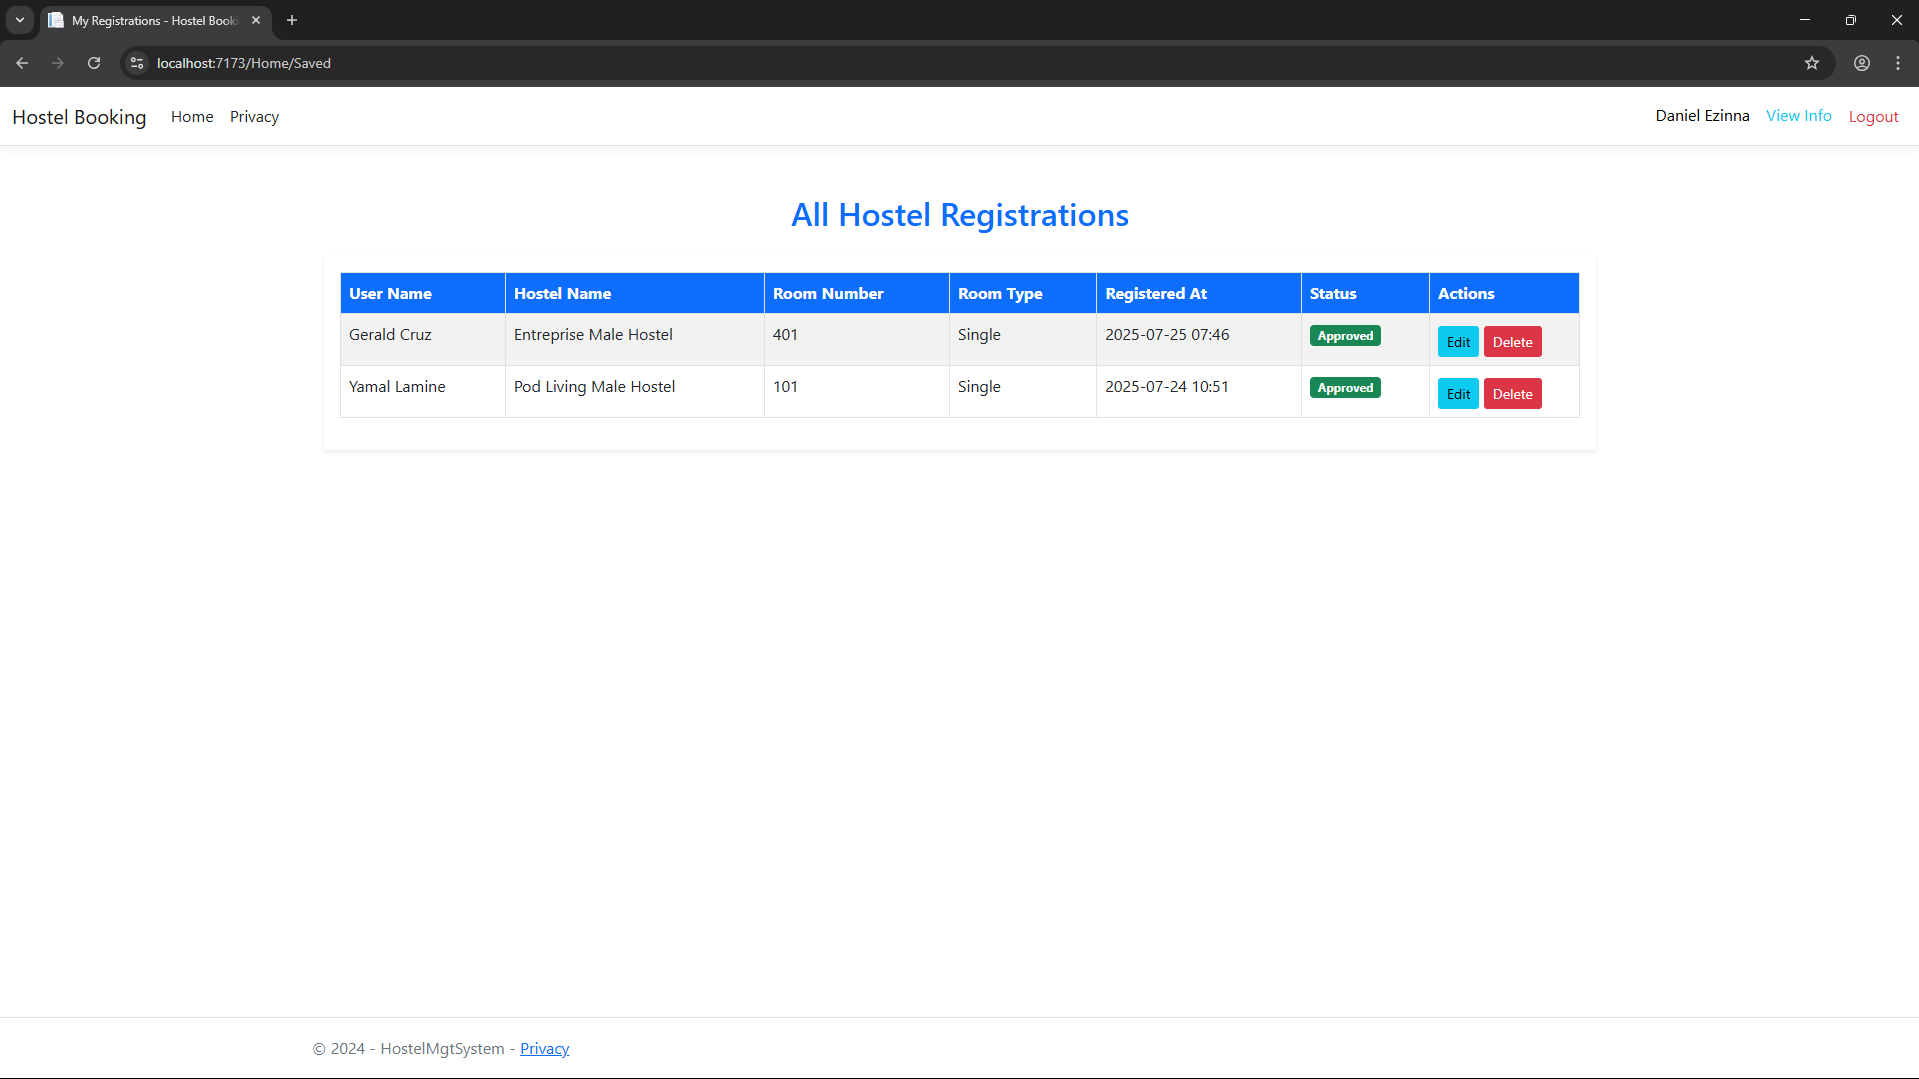 My Registrations - Hostel Book
localhost:7173/Home/Saved
Hostel Booking Home Privacy Daniel Ezinna View Info Logout
All Hostel Registrations
User Name Hostel Name Room Number Room Type Registered At Status Actions
Gerald Cruz Entreprise Male Hostel 401 Single 2025-07-25 07:46 Approved Edit Delete
Yamal Lamine Pod Living Male Hostel 101 Single 2025-07-24 10:51 Approved Edit Delete
© 2024 - HostelMgtSystem - Privacy